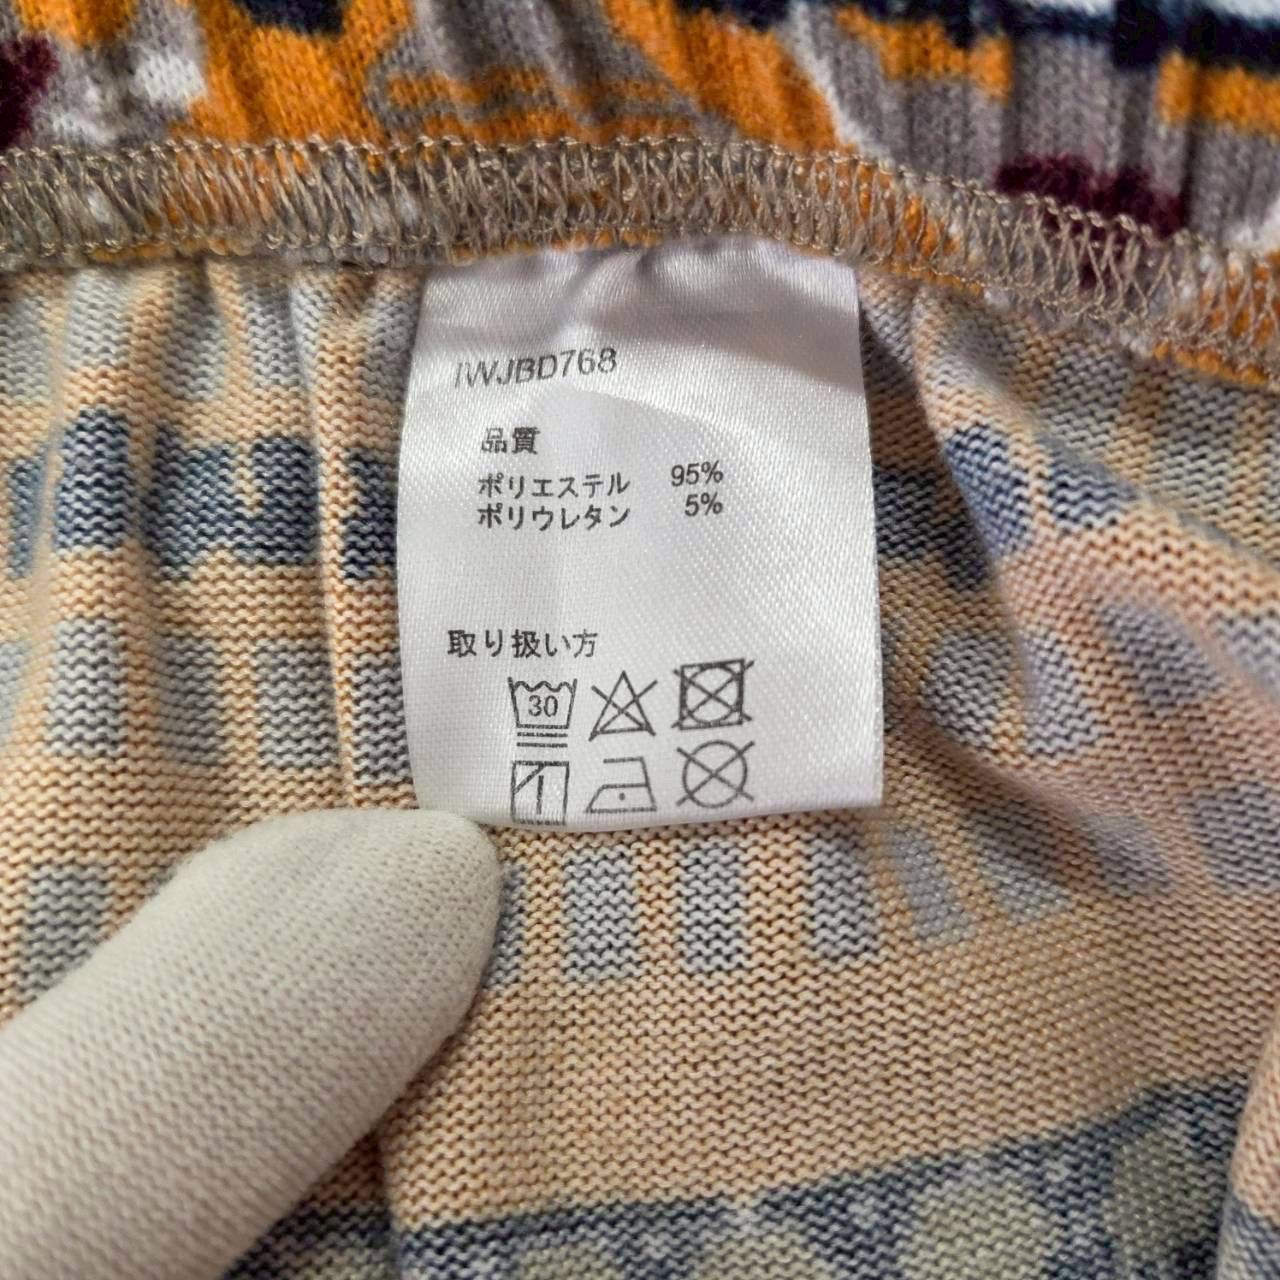 IWJBD768
品質
ポリエステル 95%
ポリウレタン 5%
取り扱い方
30